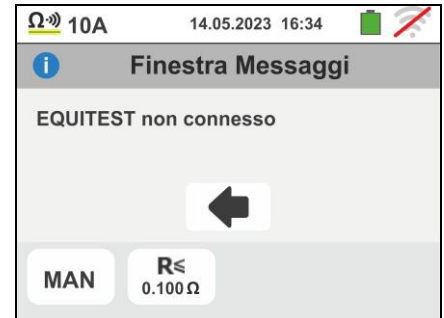 Ω 10A 14.05.2023 16:34
i Finestra Messaggi
EQUITEST non connesso
MAN R≤
0.100 Ω